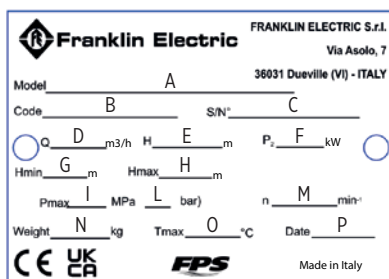 Franklin Electric
FRANKLIN ELECTRIC S.r.l.
Via Asolo, 7
36031 Dueville (VI) - ITALY
Model A
Code B S/N° C
Q D m3/h H E m P₂ F kW
Hmin G m Hmax H m
Pmax I MPa L bar) n M min⁻¹
Weight N kg Tmax O °C Date P
CE UK CA FPS Made in Italy